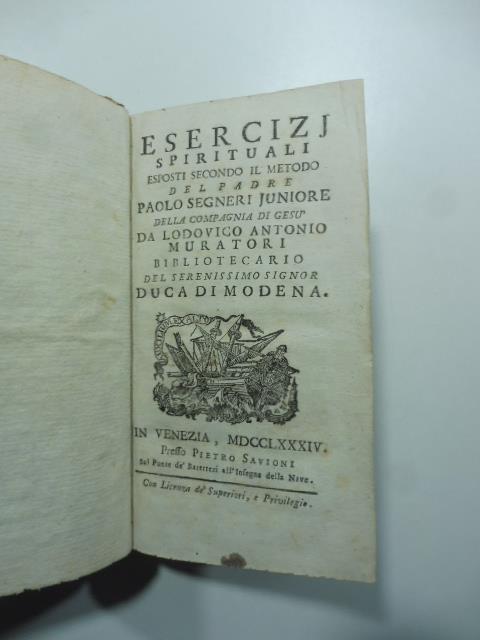 ESERCIZJ
SPIRITUALI
ESPOSTI SECONDO IL METODO
DEL PADRE
PAOLO SEGNERI JUNIORE
DELLA COMPAGNIA DI GESU'
DA LODOVICO ANTONIO
MURATORI
BIBLIOTECARIO
DEL SERENISSIMO SIGNOR
DUCA DI MODENA.
IN VENEZIA, MDCCLXXXIV.
Presso PIETRO SAVIONI
Sul Ponte de' Baretteri all'Insegna della Nave.
Con Licenza de' Superiori, e Privilegio.